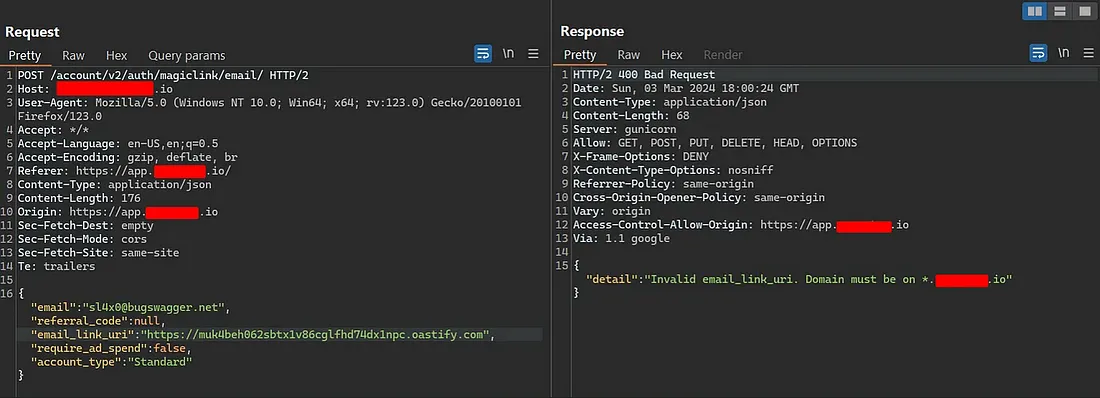 Request
Pretty Raw Hex Query params \n
1 POST /account/v2/auth/magiclink/email/ HTTP/2
2 Host: .io
3 User-Agent: Mozilla/5.0 (Windows NT 10.0; Win64; x64; rv:123.0) Gecko/20100101
Firefox/123.0
4 Accept: */*
5 Accept-Language: en-US,en;q=0.5
6 Accept-Encoding: gzip, deflate, br
7 Referer: https://app. .io/
8 Content-Type: application/json
9 Content-Length: 176
10 Origin: https://app. .io
11 Sec-Fetch-Dest: empty
12 Sec-Fetch-Mode: cors
13 Sec-Fetch-Site: same-site
14 Te: trailers
15
16 {
"email":"sl4x0@bugswagger.net",
"referral_code":null,
"email_link_uri":"https://muk4beh062sbtx1v86cglfhd74dx1npc.oastify.com",
"require_ad_spend":false,
"account_type":"Standard"
}
Response
Pretty Raw Hex Render \n
1 HTTP/2 400 Bad Request
2 Date: Sun, 03 Mar 2024 18:00:24 GMT
3 Content-Type: application/json
4 Content-Length: 68
5 Server: gunicorn
6 Allow: GET, POST, PUT, DELETE, HEAD, OPTIONS
7 X-Frame-Options: DENY
8 X-Content-Type-Options: nosniff
9 Referrer-Policy: same-origin
10 Cross-Origin-Opener-Policy: same-origin
11 Vary: origin
12 Access-Control-Allow-Origin: https://app. .io
13 Via: 1.1 google
14
15 {
"detail":"Invalid email_link_uri. Domain must be on *. .io"
}